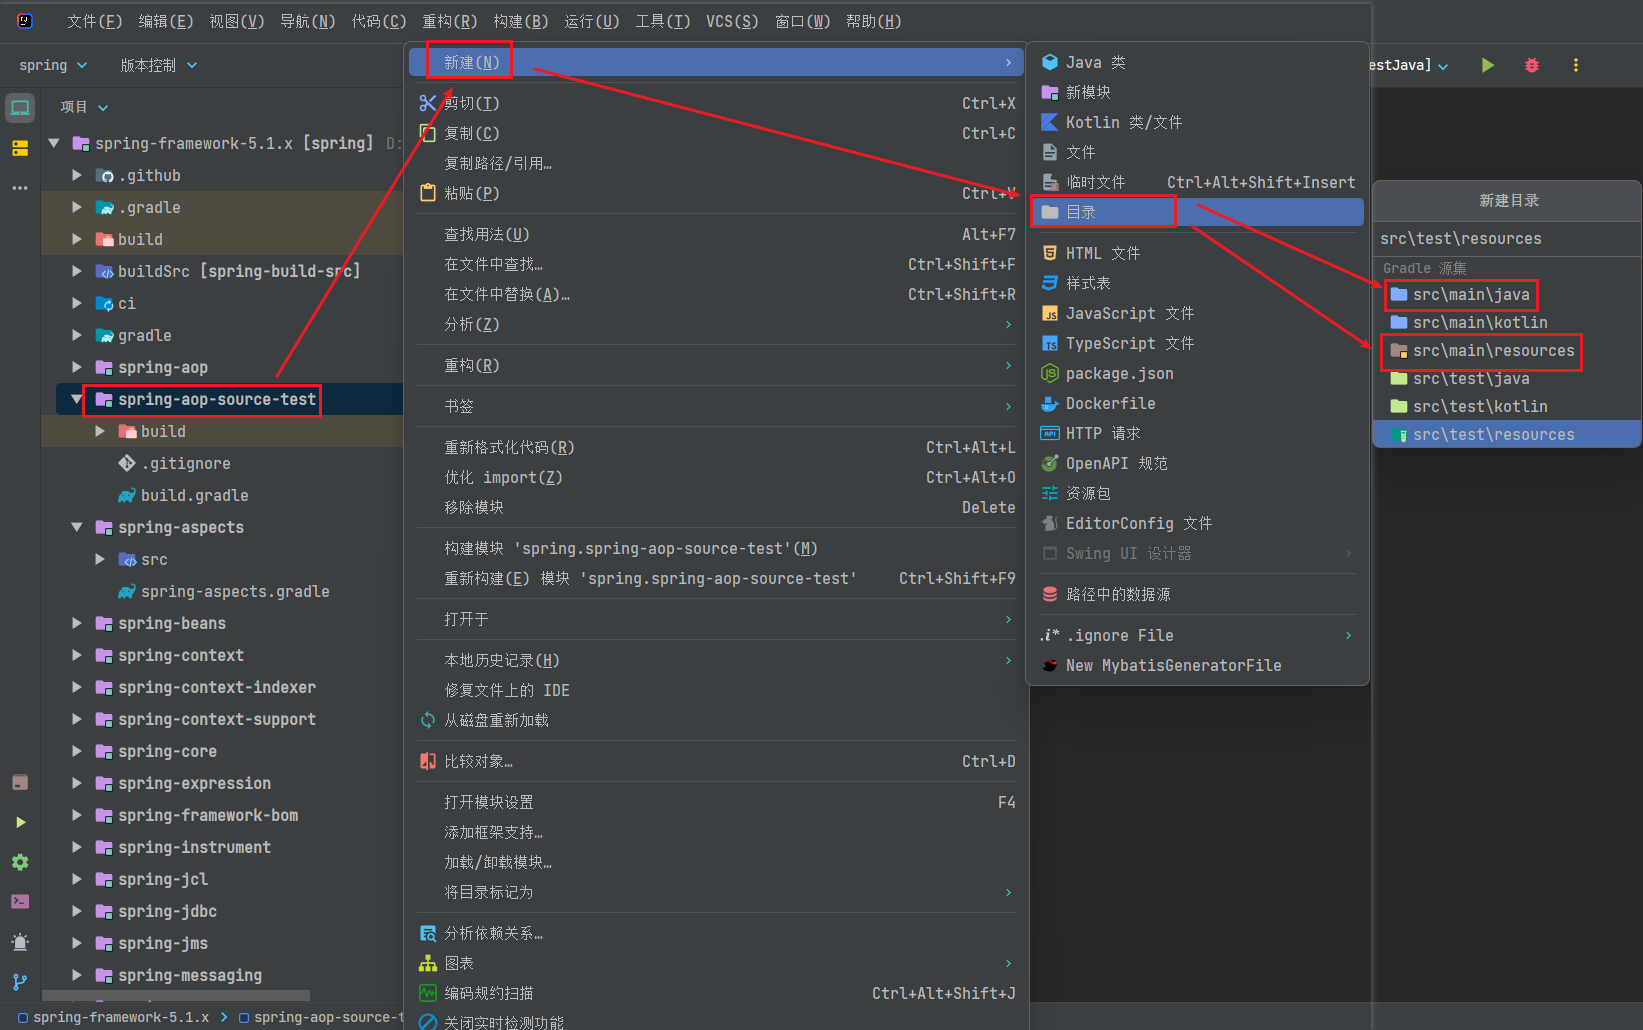 文件(F) 编辑(E) 视图(V) 导航(N) 代码(C) 重构(R) 构建(B) 运行(U) 工具(T) VCS(S) 窗口(W) 帮助(H)
spring 版本控制
estJava]
项目
spring-framework-5.1.x [spring] D:
.github
.gradle
build
buildSrc [spring-build-src]
ci
gradle
spring-aop
spring-aop-source-test
build
.gitignore
build.gradle
spring-aspects
src
spring-aspects.gradle
spring-beans
spring-context
spring-context-indexer
spring-context-support
spring-core
spring-expression
spring-framework-bom
spring-instrument
spring-jcl
spring-jdbc
spring-jms
spring-messaging
spring-framework-5.1.x > spring-aop-source-t
新建(N)
剪切(T) Ctrl+X
复制(C) Ctrl+C
复制路径/引用…
粘贴(P) Ctrl+V
查找用法(U) Alt+F7
在文件中查找… Ctrl+Shift+F
在文件中替换(A)… Ctrl+Shift+R
分析(Z)
重构(R)
书签
重新格式化代码(R) Ctrl+Alt+L
优化 import(Z) Ctrl+Alt+O
移除模块 Delete
构建模块 'spring.spring-aop-source-test'(M)
重新构建(E) 模块 'spring.spring-aop-source-test' Ctrl+Shift+F9
打开于
本地历史记录(H)
修复文件上的 IDE
从磁盘重新加载
比较对象… Ctrl+D
打开模块设置 F4
添加框架支持…
加载/卸载模块…
将目录标记为
分析依赖关系…
图表
编码规约扫描 Ctrl+Alt+Shift+J
关闭实时检测功能
Java 类
新模块
Kotlin 类/文件
文件
临时文件 Ctrl+Alt+Shift+Insert
目录
HTML 文件
样式表
JavaScript 文件
TypeScript 文件
package.json
Dockerfile
HTTP 请求
OpenAPI 规范
资源包
EditorConfig 文件
Swing UI 设计器
路径中的数据源
.i* .ignore File
New MybatisGeneratorFile
新建目录
src\test\resources
Gradle 源集
src\main\java
src\main\kotlin
src\main\resources
src\test\java
src\test\kotlin
src\test\resources